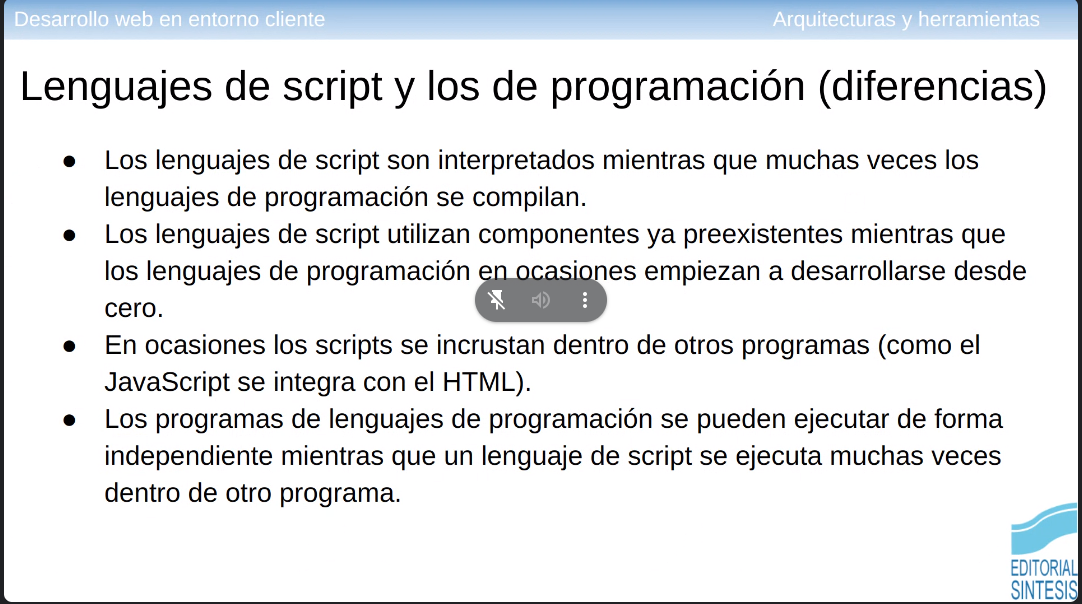 Desarrollo web en entorno cliente
Arquitecturas y herramientas
Lenguajes de script y los de programación (diferencias)
● Los lenguajes de script son interpretados mientras que muchas veces los
lenguajes de programación se compilan.
● Los lenguajes de script utilizan componentes ya preexistentes mientras que
los lenguajes de programación en ocasiones empiezan a desarrollarse desde
cero.
● En ocasiones los scripts se incrustan dentro de otros programas (como el
JavaScript se integra con el HTML).
● Los programas de lenguajes de programación se pueden ejecutar de forma
independiente mientras que un lenguaje de script se ejecuta muchas veces
dentro de otro programa.
EDITORIAL
SINTESIS